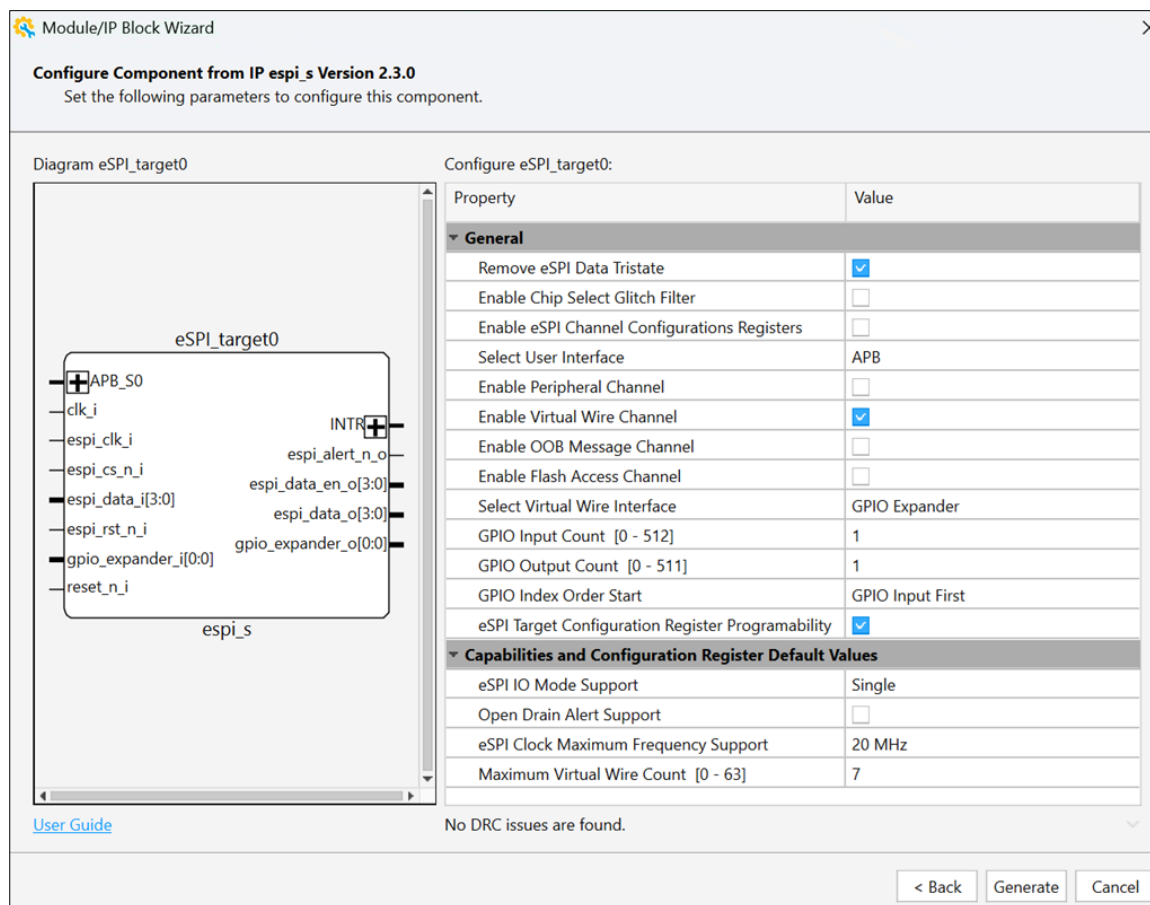 Module/IP Block Wizard
Configure Component from IP espi_s Version 2.3.0
Set the following parameters to configure this component.
Diagram eSPI_target0
eSPI_target0
APB_S0
clk_i
espi_clk_i
espi_cs_n_i
espi_data_i[3:0]
espi_rst_n_i
gpio_expander_i[0:0]
reset_n_i
INTR
espi_alert_n_o
espi_data_en_o[3:0]
espi_data_o[3:0]
gpio_expander_o[0:0]
espi_s
User Guide
Configure eSPI_target0:
Property Value
General
Remove eSPI Data Tristate
Enable Chip Select Glitch Filter
Enable eSPI Channel Configurations Registers
Select User Interface APB
Enable Peripheral Channel
Enable Virtual Wire Channel
Enable OOB Message Channel
Enable Flash Access Channel
Select Virtual Wire Interface GPIO Expander
GPIO Input Count [0 - 512] 1
GPIO Output Count [0 - 511] 1
GPIO Index Order Start GPIO Input First
eSPI Target Configuration Register Programability
Capabilities and Configuration Register Default Values
eSPI IO Mode Support Single
Open Drain Alert Support
eSPI Clock Maximum Frequency Support 20 MHz
Maximum Virtual Wire Count [0 - 63] 7
No DRC issues are found.
< Back Generate Cancel